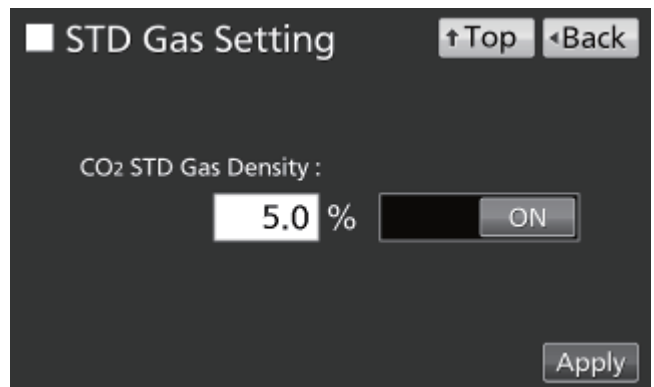 STD Gas Setting
↑Top
◂Back
CO2 STD Gas Density :
5.0 %
ON
Apply